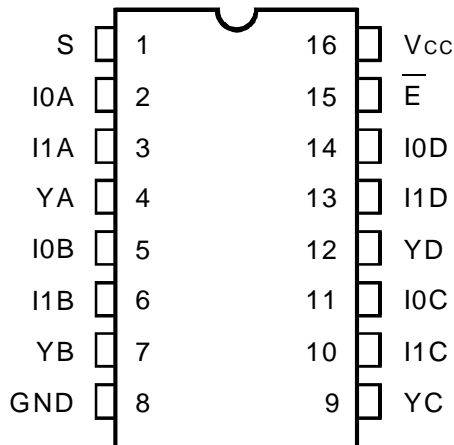 S 1 16 Vcc
I0A 2 15 E
I1A 3 14 I0D
YA 4 13 I1D
I0B 5 12 YD
I1B 6 11 I0C
YB 7 10 I1C
GND 8 9 YC